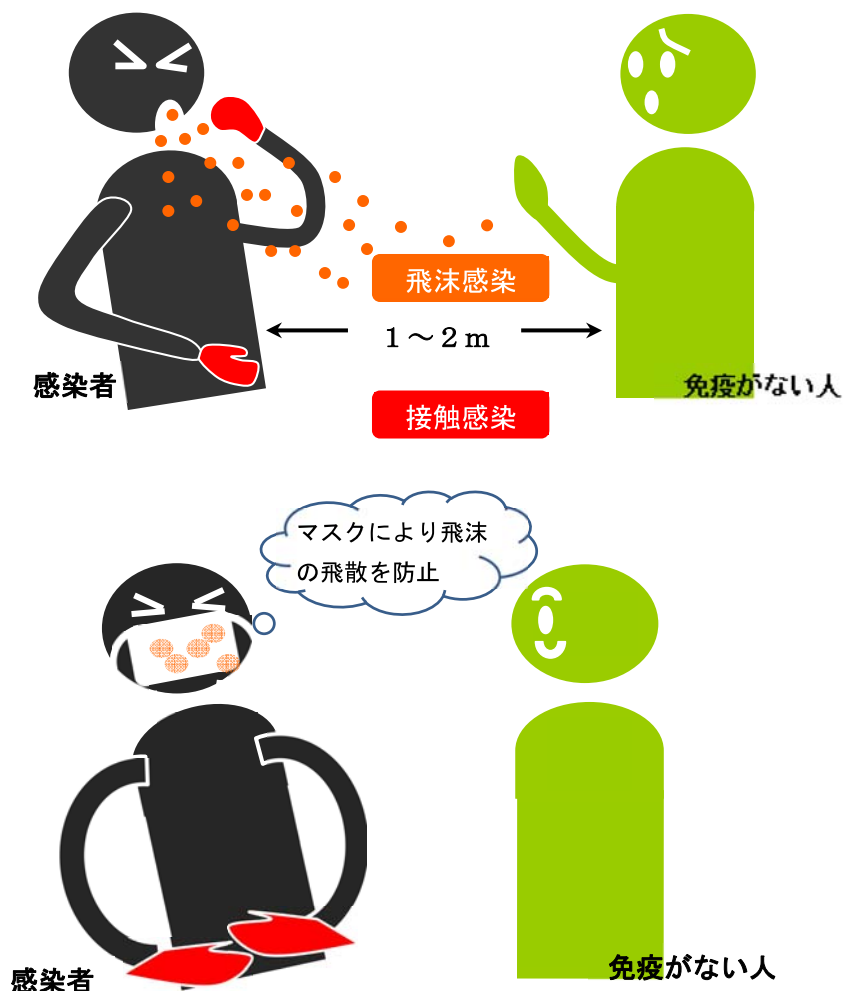 飛沫感染
１～２ｍ
感染者
免疫がない人
接触感染
マスクにより飛沫
の飛散を防止
感染者
免疫がない人